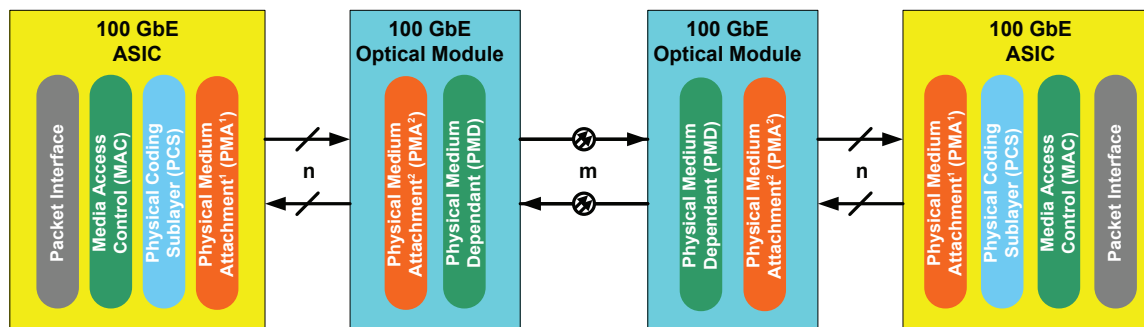 100 GbE
ASIC
Packet Interface
Media Access
Control (MAC)
Physical Coding
Sublayer (PCS)
Physical Medium
Attachment¹ (PMA¹)
n
100 GbE
Optical Module
Physical Medium
Attachment² (PMA²)
Physical Medium
Dependant (PMD)
m
100 GbE
Optical Module
Physical Medium
Dependant (PMD)
Physical Medium
Attachment² (PMA²)
n
100 GbE
ASIC
Physical Medium
Attachment¹ (PMA¹)
Physical Coding
Sublayer (PCS)
Media Access
Control (MAC)
Packet Interface